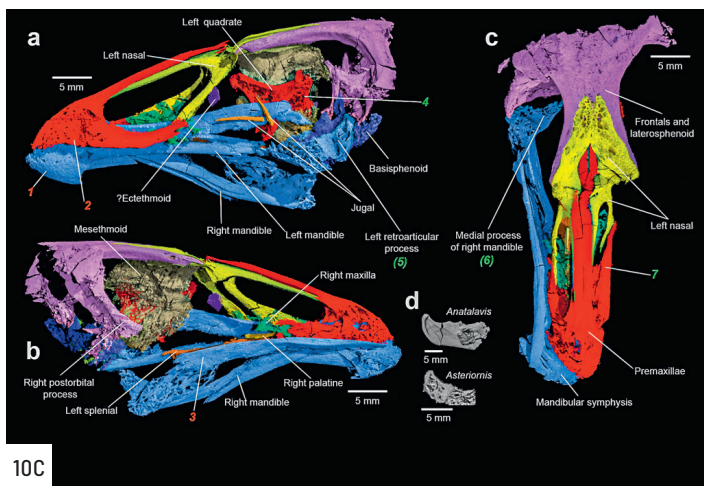 a
Left quadrate
Left nasal
5 mm
4
1
2
?Ectethmoid
Basisphenoid
Jugal
Right mandible
Left mandible
Left retroarticular
process
(5)
Mesethmoid
Right maxilla
b
Right postorbital
process
Left splenial
3
Right mandible
Right palatine
5 mm
c
5 mm
Frontals and
laterosphenoid
Left nasal
Medial process
of right mandible
(6)
7
Premaxillae
Mandibular symphysis
d
Anatalavis
5 mm
Asteriornis
5 mm
10C